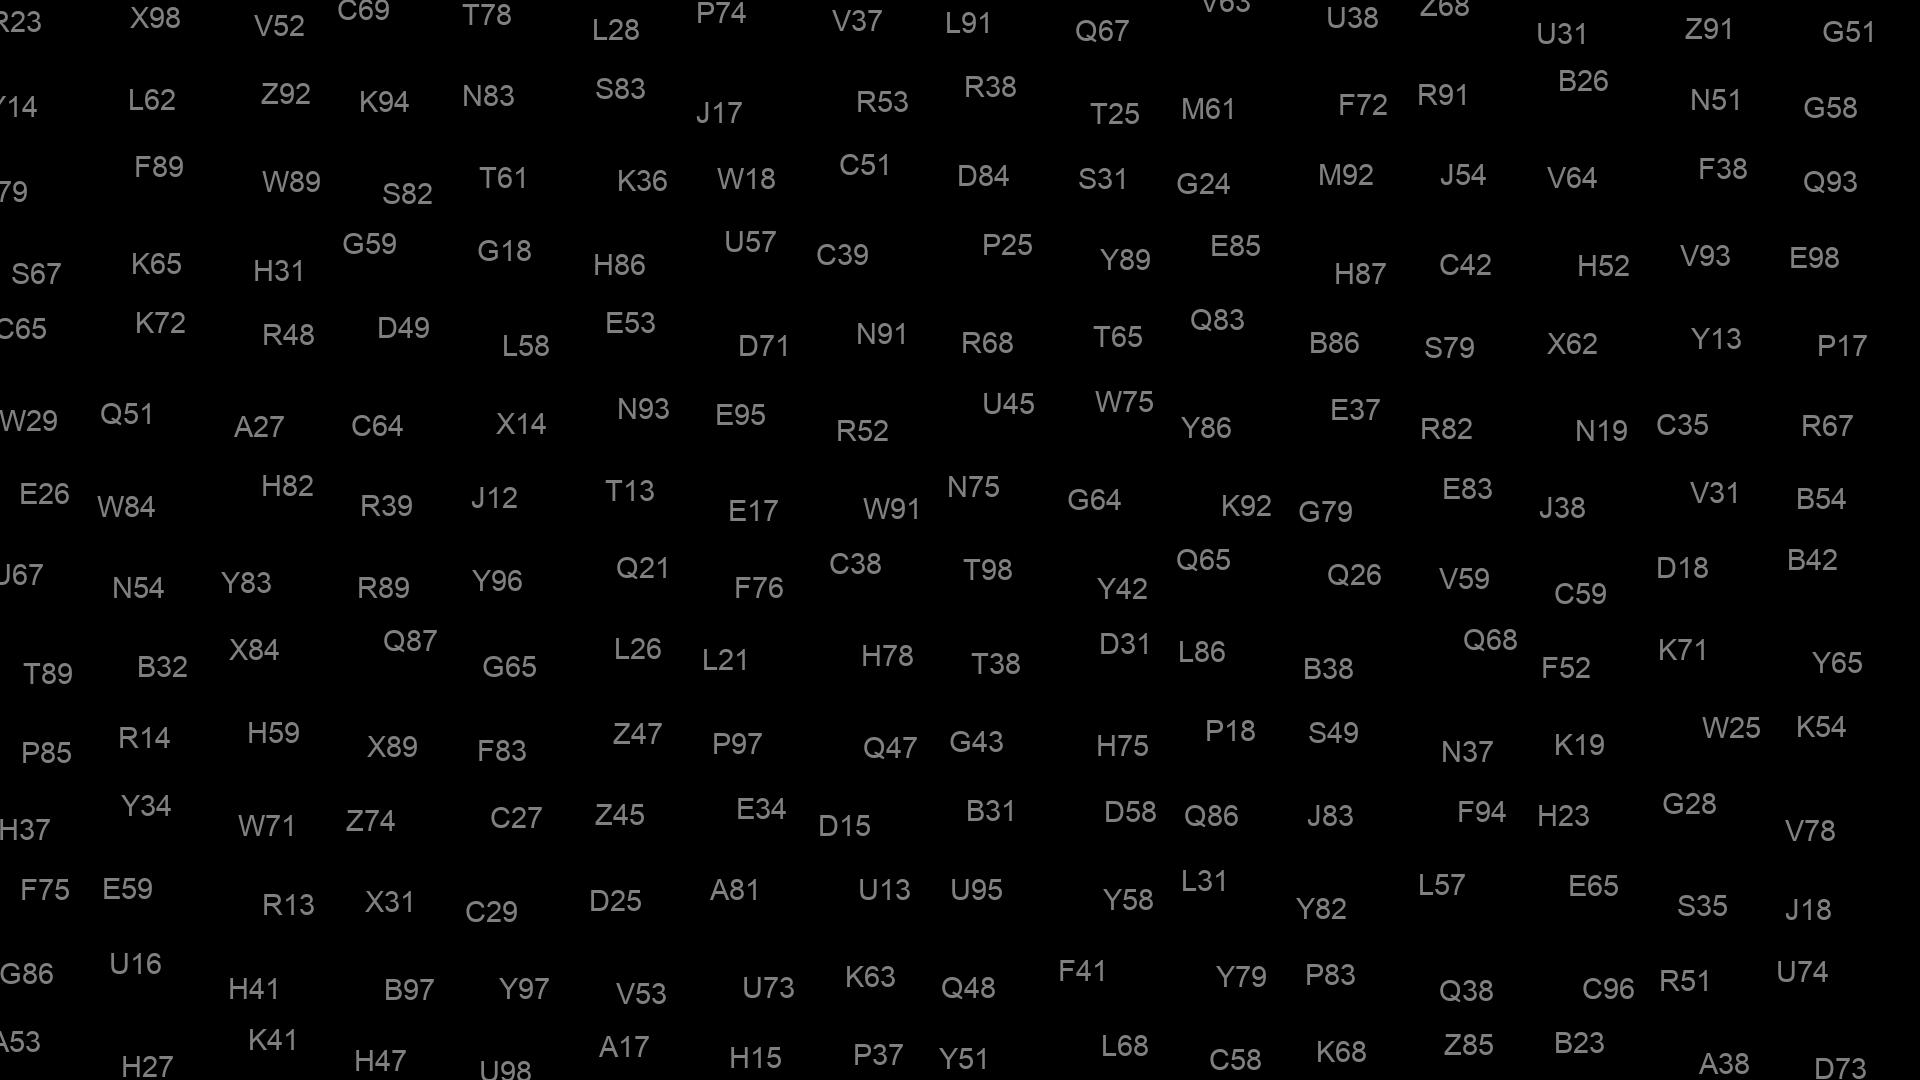 R23 X98 V52 C69 T78 L28 P74 V37 L91 Q67 V63 U38 Z68 U31 Z91 G51
Y14 L62 Z92 K94 N83 S83 J17 R53 R38 T25 M61 F72 R91 B26 N51 G58
79 F89 W89 S82 T61 K36 W18 C51 D84 S31 G24 M92 J54 V64 F38 Q93
S67 K65 H31 G59 G18 H86 U57 C39 P25 Y89 E85 H87 C42 H52 V93 E98
C65 K72 R48 D49 L58 E53 D71 N91 R68 T65 Q83 B86 S79 X62 Y13 P17
W29 Q51 A27 C64 X14 N93 E95 R52 U45 W75 Y86 E37 R82 N19 C35 R67
E26 W84 H82 R39 J12 T13 E17 W91 N75 G64 K92 G79 E83 J38 V31 B54
U67 N54 Y83 R89 Y96 Q21 F76 C38 T98 Y42 Q65 Q26 V59 C59 D18 B42
T89 B32 X84 Q87 G65 L26 L21 H78 T38 D31 L86 B38 Q68 F52 K71 Y65
P85 R14 H59 X89 F83 Z47 P97 Q47 G43 H75 P18 S49 N37 K19 W25 K54
H37 Y34 W71 Z74 C27 Z45 E34 D15 B31 D58 Q86 J83 F94 H23 G28 V78
F75 E59 R13 X31 C29 D25 A81 U13 U95 Y58 L31 Y82 L57 E65 S35 J18
G86 U16 H41 B97 Y97 V53 U73 K63 Q48 F41 Y79 P83 Q38 C96 R51 U74
A53 H27 K41 H47 U98 A17 H15 P37 Y51 L68 C58 K68 Z85 B23 A38 D73